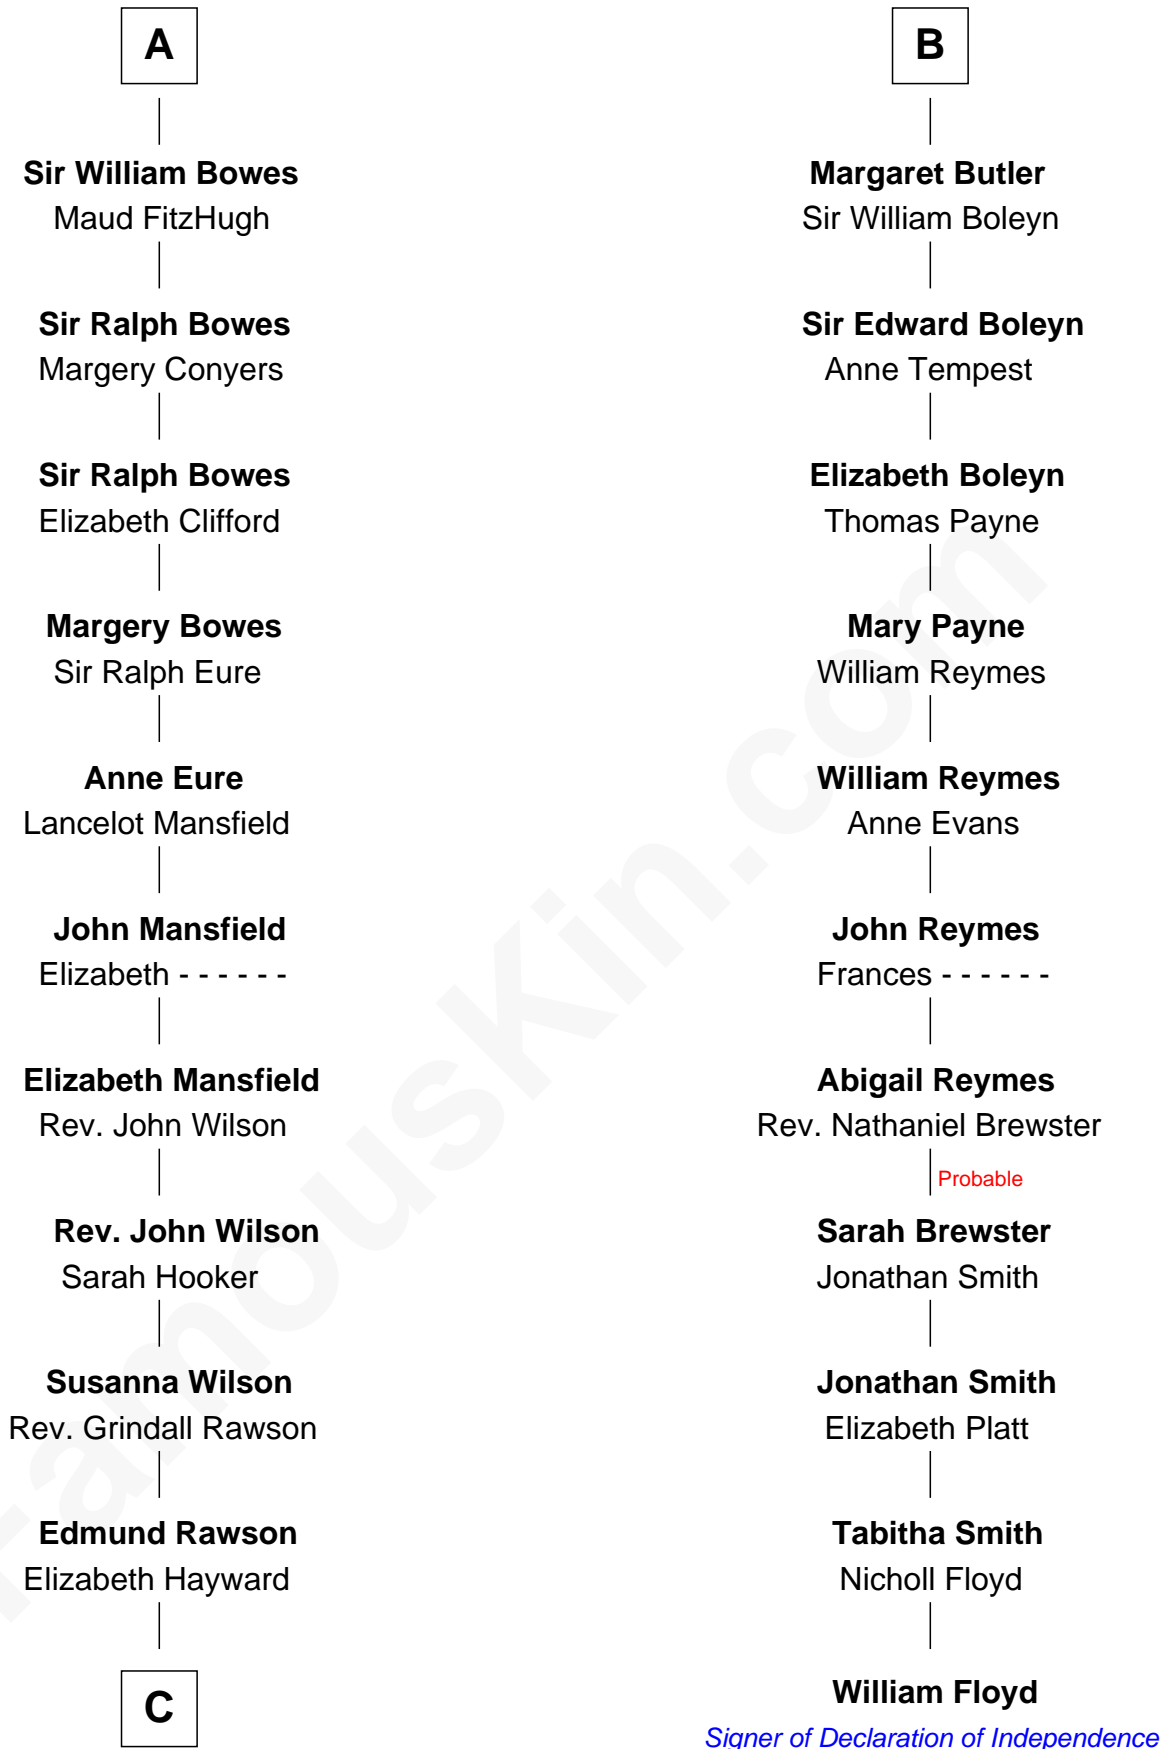 A
Sir William Bowes
Maud FitzHugh
Sir Ralph Bowes
Margery Conyers
Sir Ralph Bowes
Elizabeth Clifford
Margery Bowes
Sir Ralph Eure
Anne Eure
Lancelot Mansfield
John Mansfield
Elizabeth - - - - - -
Elizabeth Mansfield
Rev. John Wilson
Rev. John Wilson
Sarah Hooker
Susanna Wilson
Rev. Grindall Rawson
Edmund Rawson
Elizabeth Hayward
C
B
Margaret Butler
Sir William Boleyn
Sir Edward Boleyn
Anne Tempest
Elizabeth Boleyn
Thomas Payne
Mary Payne
William Reymes
William Reymes
Anne Evans
John Reymes
Frances - - - - - -
Abigail Reymes
Rev. Nathaniel Brewster
Probable
Sarah Brewster
Jonathan Smith
Jonathan Smith
Elizabeth Platt
Tabitha Smith
Nicholl Floyd
William Floyd
Signer of Declaration of Independence
FamousKin.com